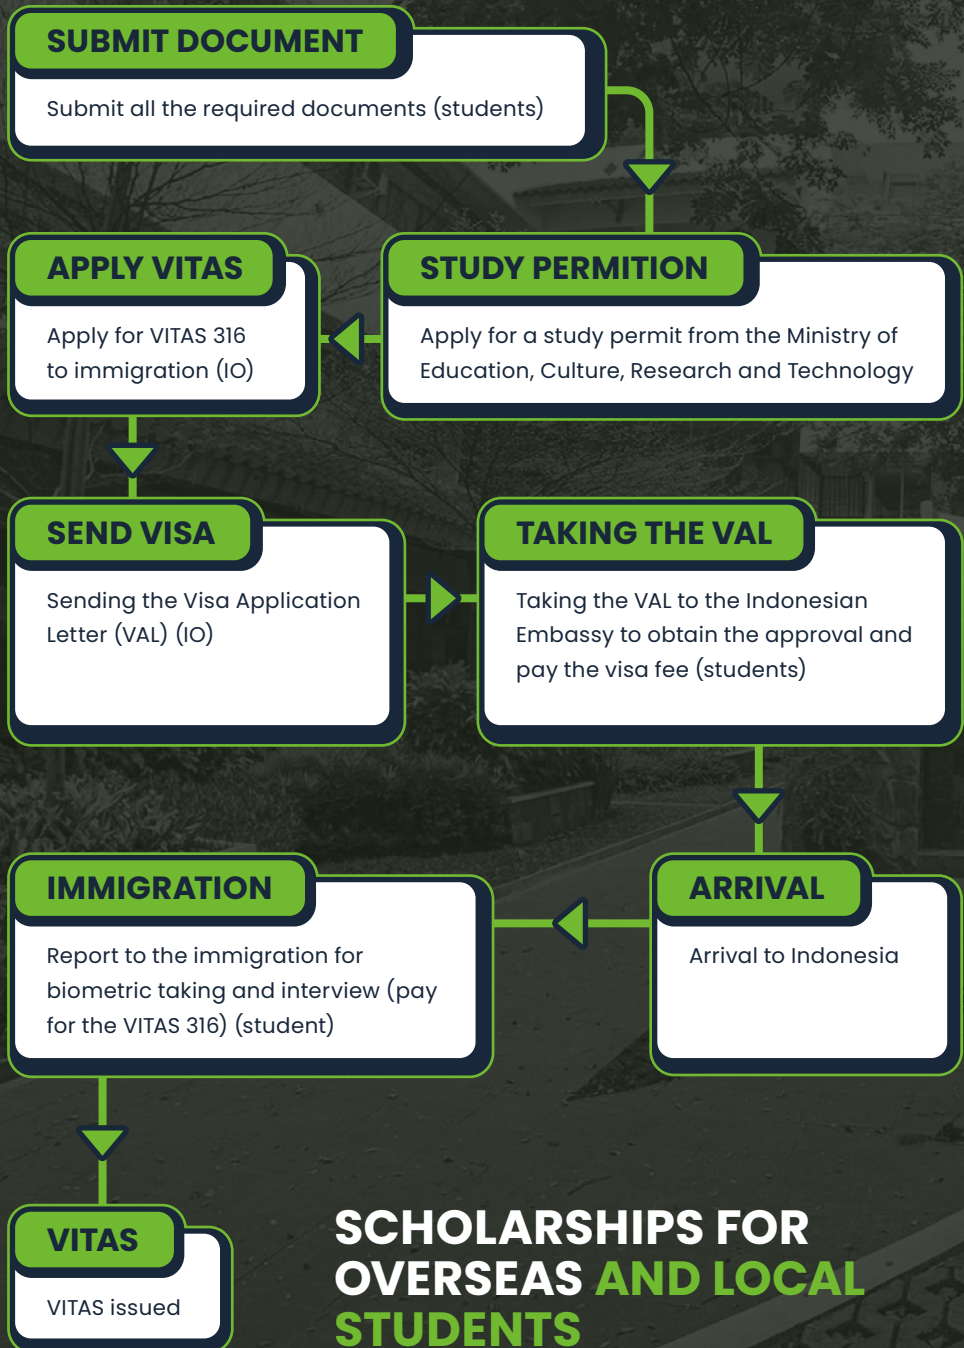 SUBMIT DOCUMENT
Submit all the required documents (students)
STUDY PERMITION
Apply for a study permit from the Ministry of
Education, Culture, Research and Technology
APPLY VITAS
Apply for VITAS 316
to immigration (IO)
SEND VISA
Sending the Visa Application
Letter (VAL) (IO)
TAKING THE VAL
Taking the VAL to the Indonesian
Embassy to obtain the approval and
pay the visa fee (students)
ARRIVAL
Arrival to Indonesia
IMMIGRATION
Report to the immigration for
biometric taking and interview (pay
for the VITAS 316) (student)
VITAS
VITAS issued
SCHOLARSHIPS FOR
OVERSEAS AND LOCAL
STUDENTS